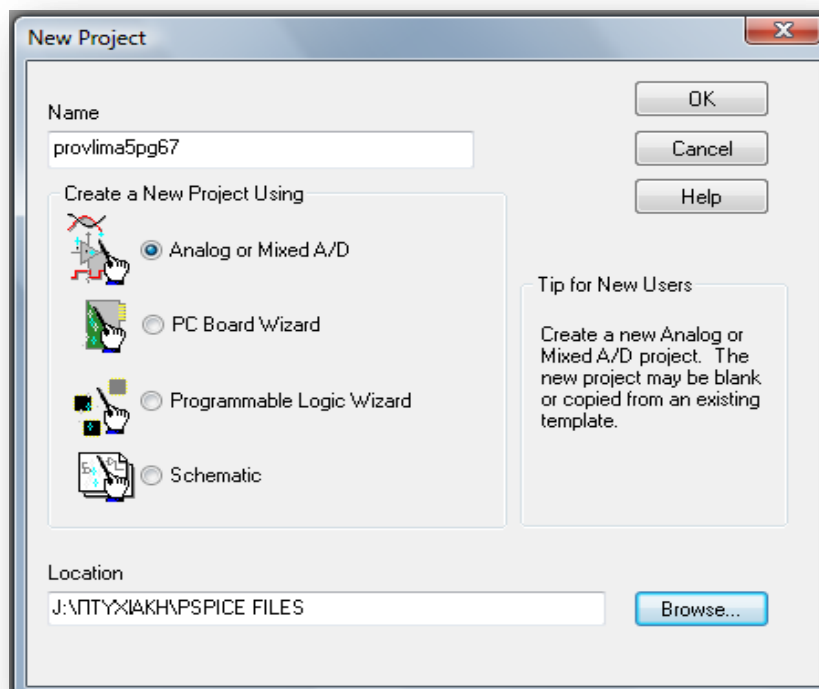 New Project
Name
provlima5pg67
OK
Cancel
Help
Create a New Project Using
Analog or Mixed A/D
PC Board Wizard
Programmable Logic Wizard
Schematic
Tip for New Users
Create a new Analog or
Mixed A/D project. The
new project may be blank
or copied from an existing
template.
Location
J:\ΠΤΥΧΙΑΚΗ\PSPICE FILES
Browse...